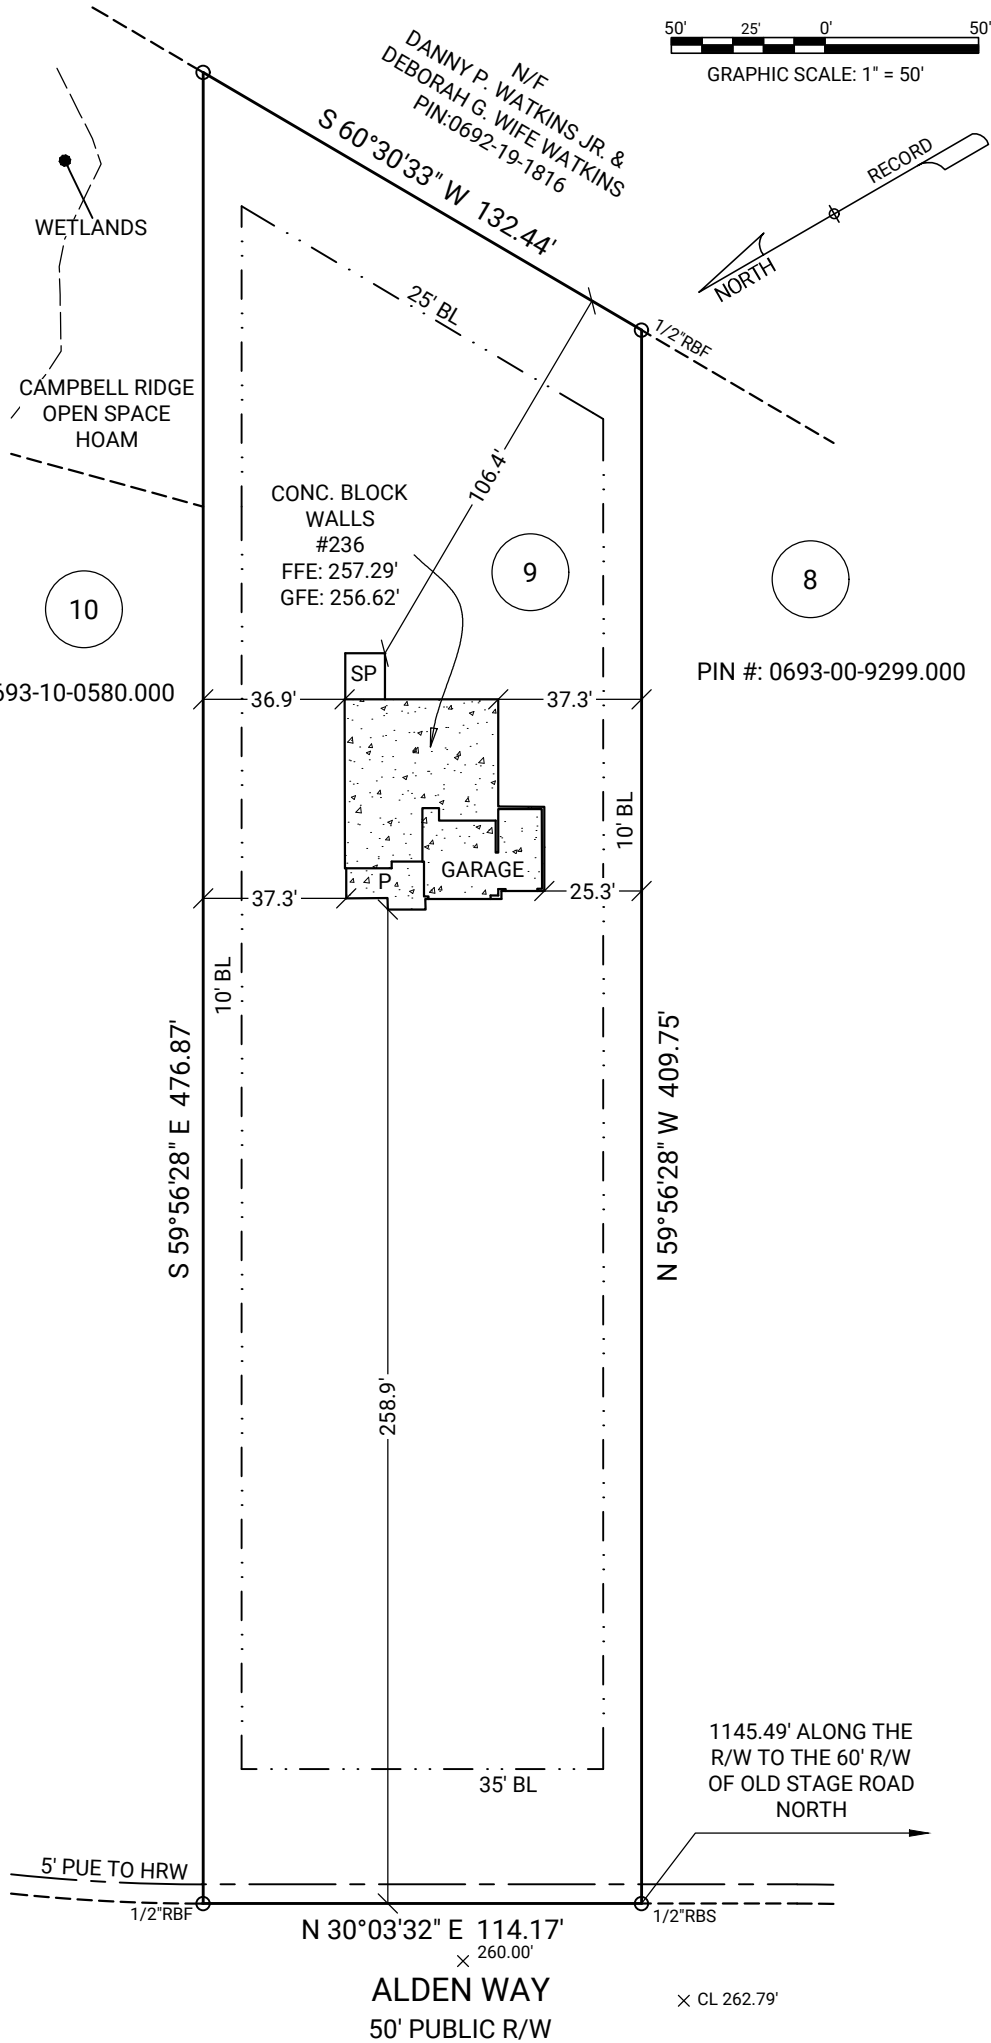 50' 25' 0' 50'
GRAPHIC SCALE: 1" = 50'
N/F
DANNY P. WATKINS JR. &
DEBORAH G. WIFE WATKINS
PIN:0692-19-1816
S 60°30'33" W 132.44'
RECORD
NORTH
WETLANDS
25' BL
1/2"RBF
CAMPBELL RIDGE
OPEN SPACE
HOAM
106.4'
CONC. BLOCK
WALLS
#236
FFE: 257.29'
GFE: 256.62'
9
8
10
SP
PIN #: 0693-00-9299.000
693-10-0580.000
36.9'
37.3'
10' BL
GARAGE
P
37.3'
25.3'
10' BL
S 59°56'28" E 476.87'
N 59°56'28" W 409.75'
258.9'
35' BL
1145.49' ALONG THE
R/W TO THE 60' R/W
OF OLD STAGE ROAD
NORTH
5' PUE TO HRW
1/2"RBF
1/2"RBS
N 30°03'32" E 114.17'
260.00'
ALDEN WAY
CL 262.79'
50' PUBLIC R/W